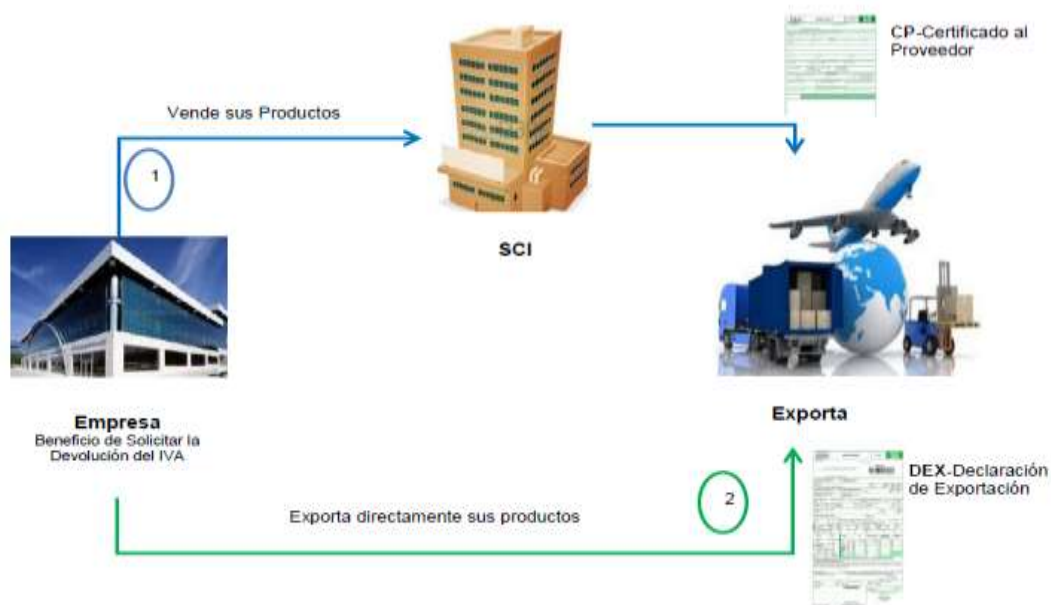 CP-Certificado al
Proveedor
Vende sus Productos
1
SCI
Empresa
Beneficio de Solicitar la
Devolución del IVA
Exporta
2
DEX-Declaración
de Exportación
Exporta directamente sus productos